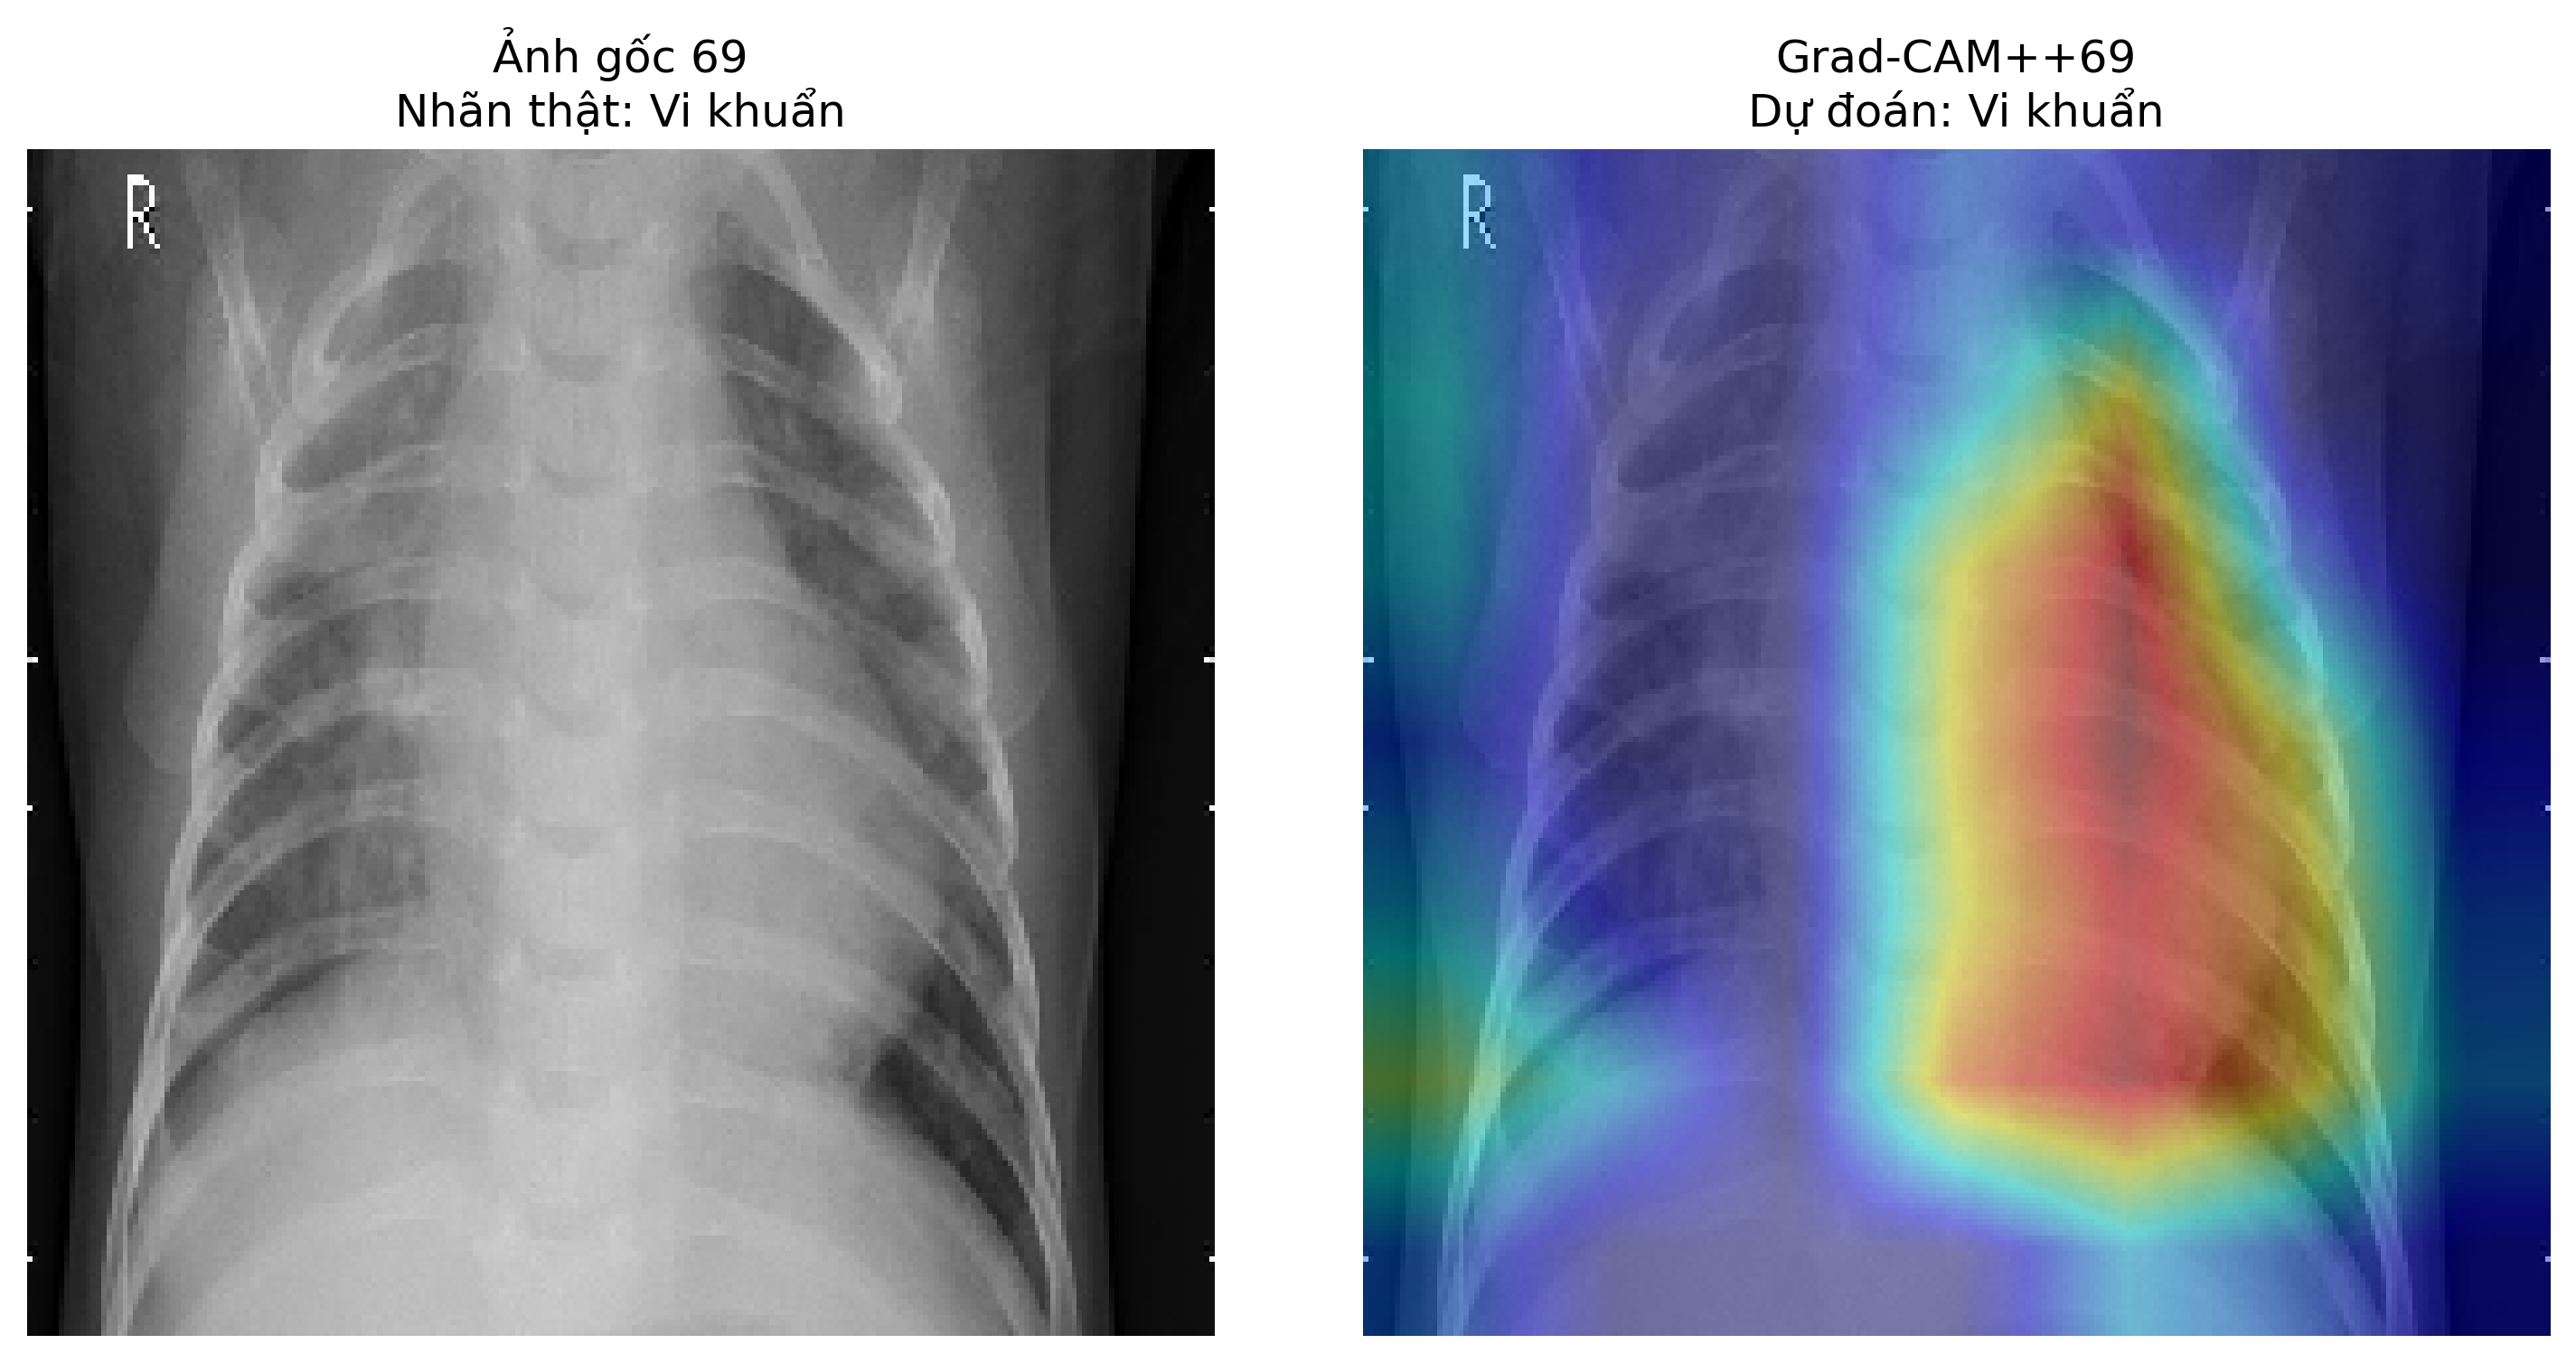 Ảnh gốc 69
Nhãn thật: Vi khuẩn
R
Grad-CAM++69
Dự đoán: Vi khuẩn
R